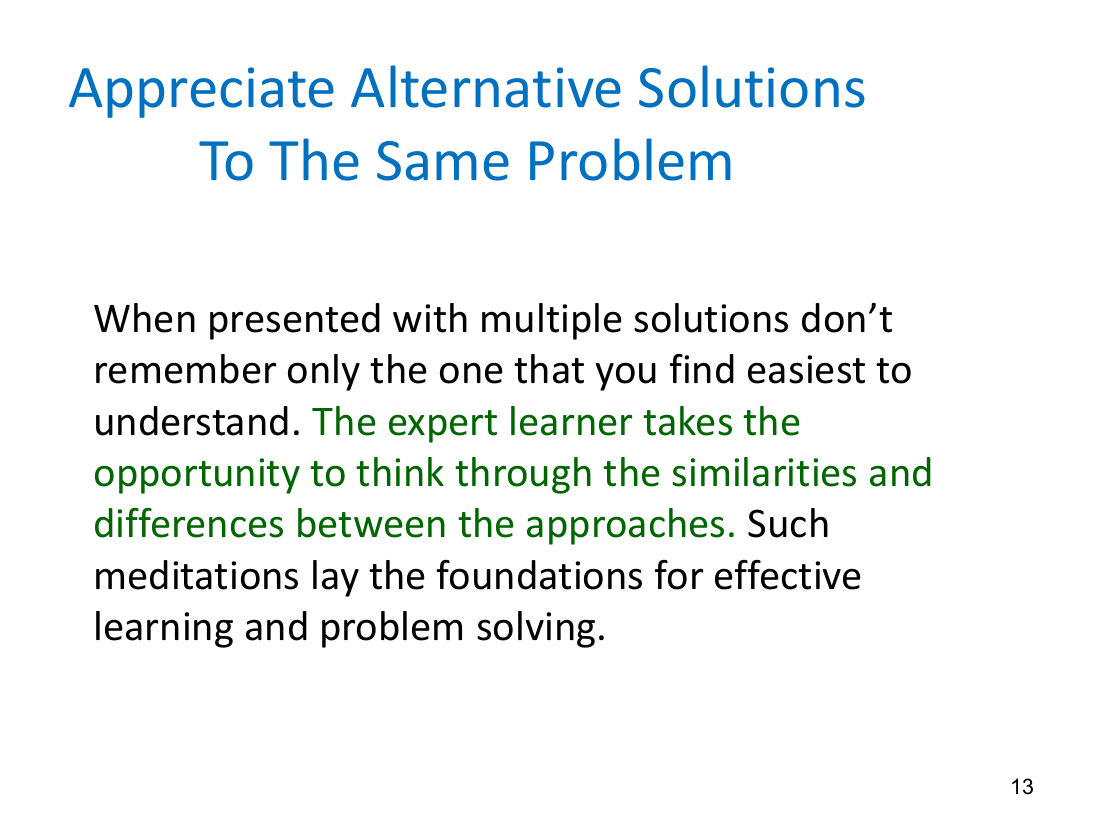 Appreciate Alternative Solutions
To The Same Problem
When presented with multiple solutions don’t
remember only the one that you find easiest to
understand. The expert learner takes the
opportunity to think through the similarities and
differences between the approaches. Such
meditations lay the foundations for effective
learning and problem solving.
13